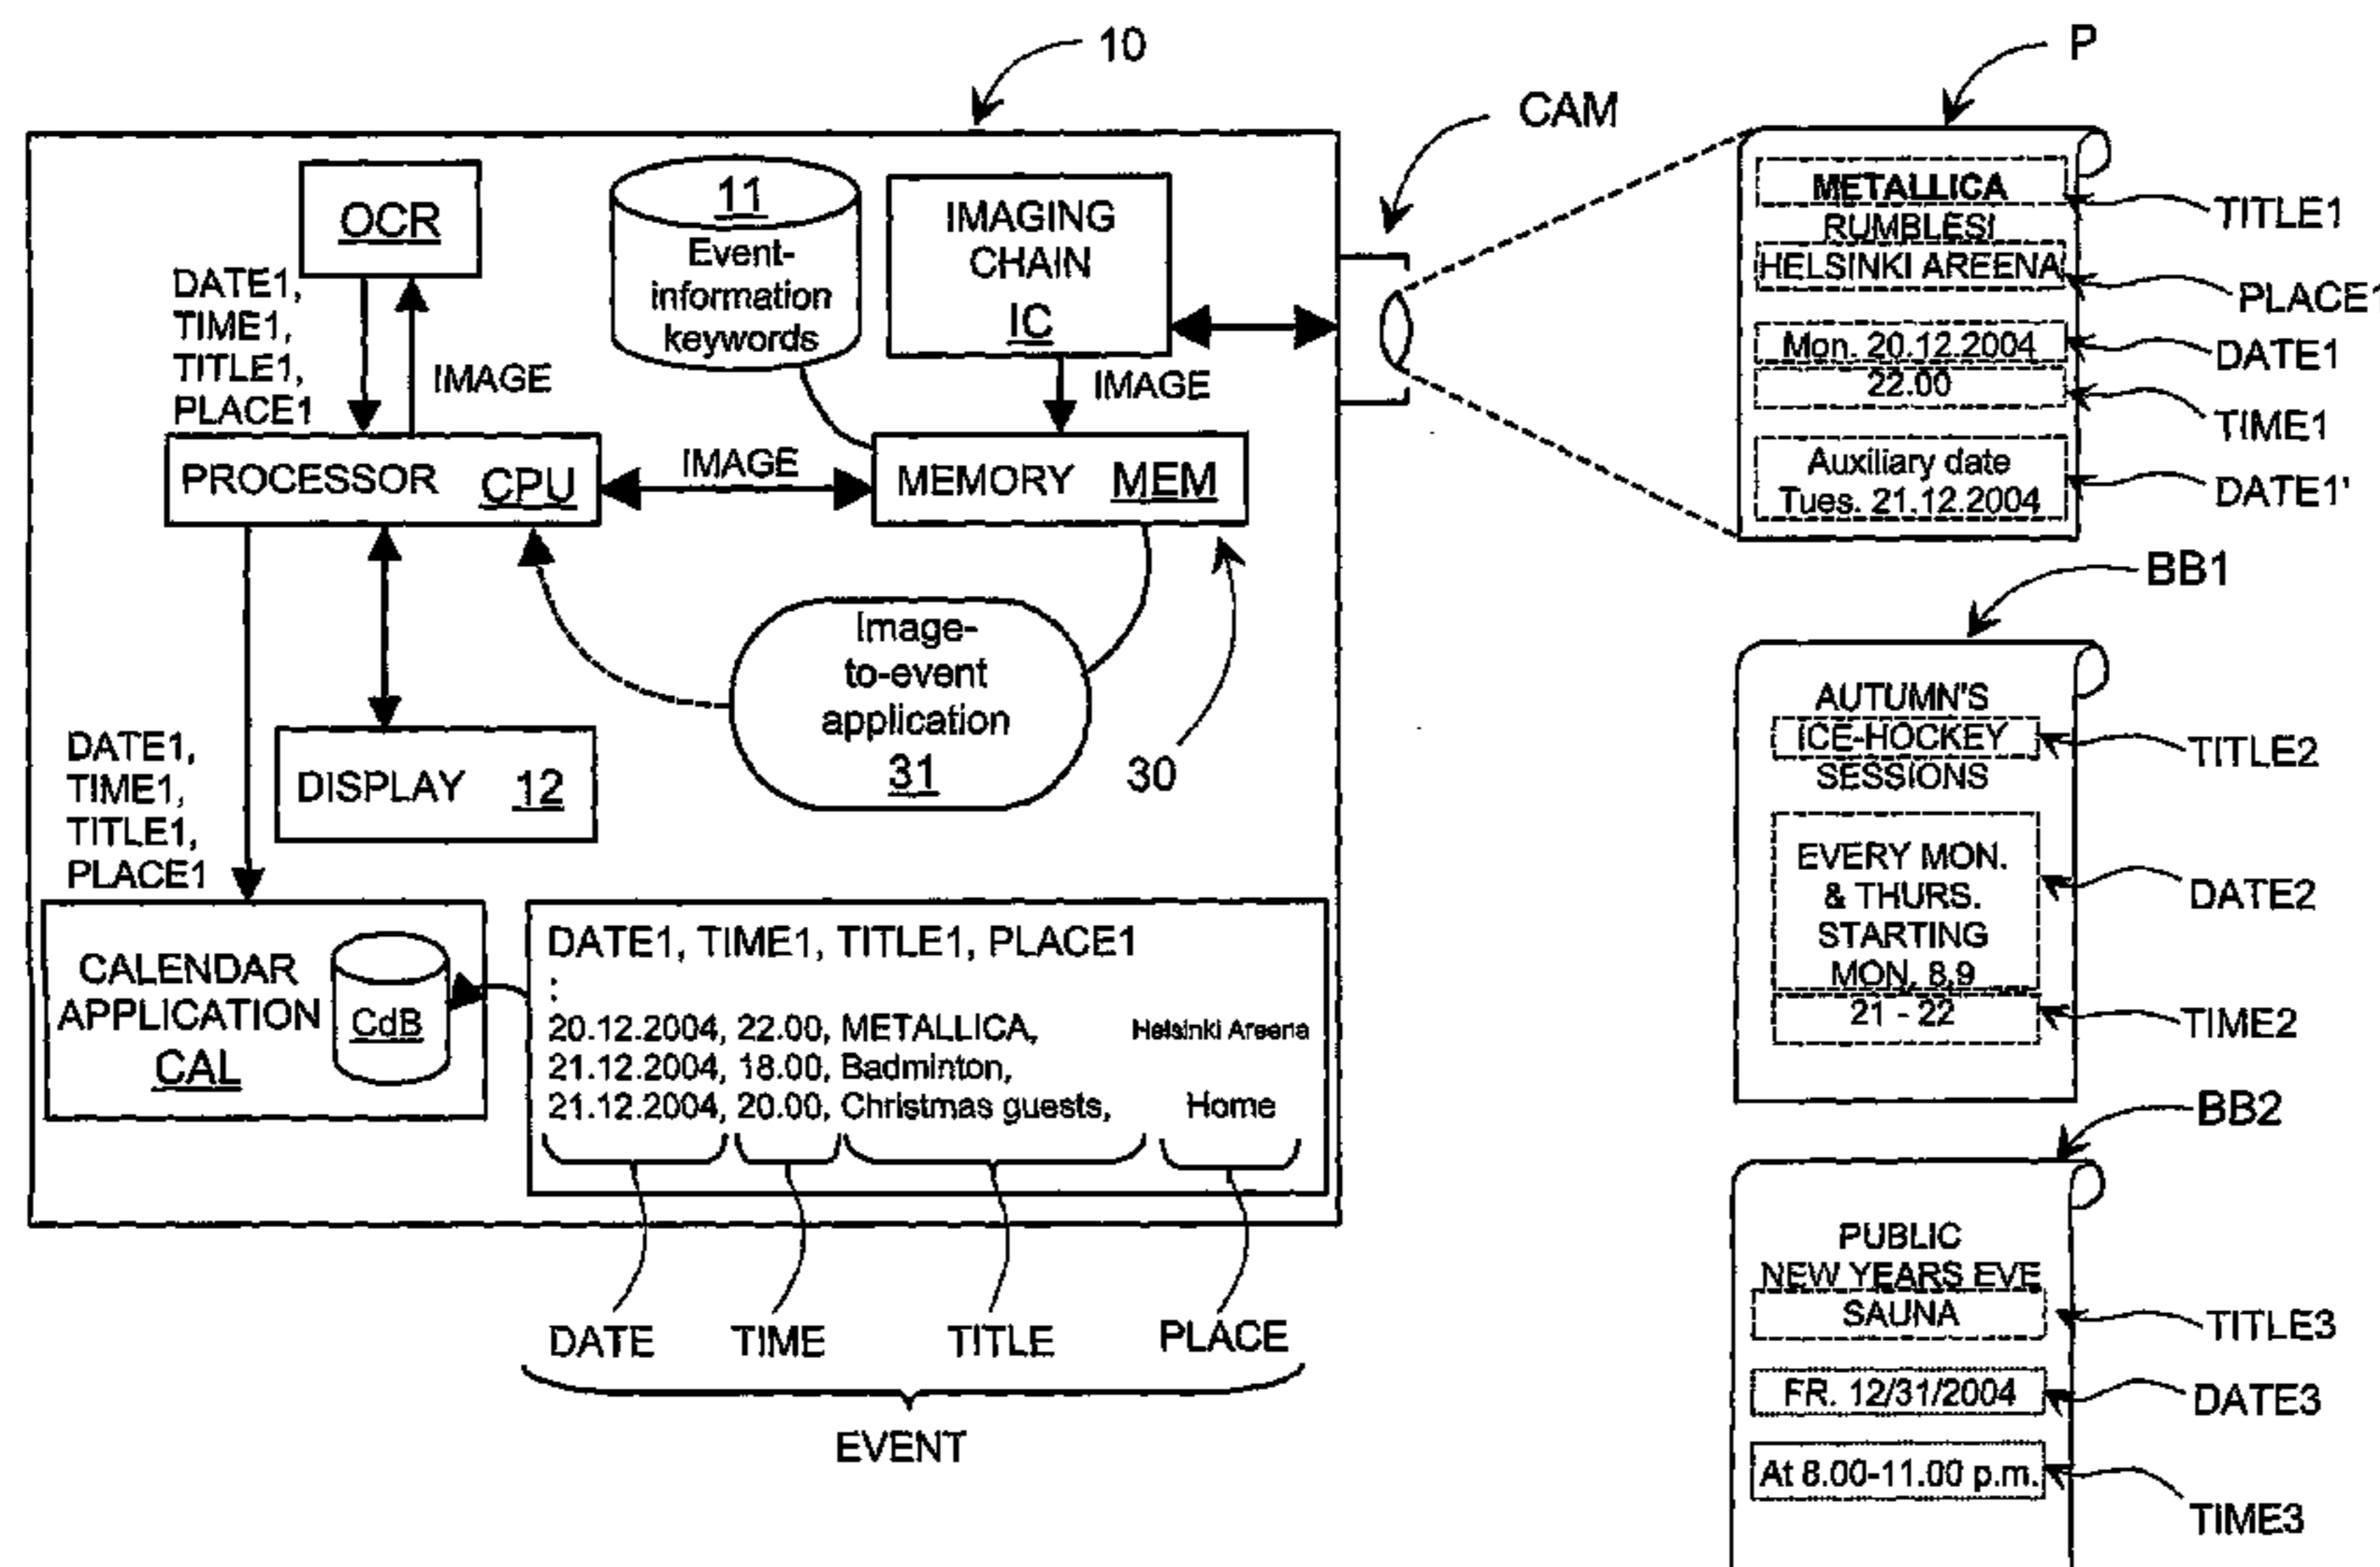 10
P
CAM
OCR
11
Event-
information
keywords
IMAGING
CHAIN
IC
DATE1,
TIME1,
TITLE1,
PLACE1
IMAGE
IMAGE
PROCESSOR CPU
IMAGE
MEMORY MEM
Image-
to-event
application
31
30
DISPLAY 12
DATE1,
TIME1,
TITLE1,
PLACE1
CALENDAR
APPLICATION
CAL
CdB
DATE1, TIME1, TITLE1, PLACE1
:
20.12.2004, 22.00, METALLICA, Helsinki Areena
21.12.2004, 18.00, Badminton,
21.12.2004, 20.00, Christmas guests, Home
DATE TIME TITLE PLACE
EVENT
METALLICA
RUMBLES!
HELSINKI AREENA
Mon. 20.12.2004
22.00
Auxiliary date
Tues. 21.12.2004
TITLE1
PLACE1
DATE1
TIME1
DATE1'
BB1
AUTUMN'S
ICE-HOCKEY
SESSIONS
EVERY MON.
& THURS.
STARTING
MON. 8,9
21 - 22
TITLE2
DATE2
TIME2
BB2
PUBLIC
NEW YEARS EVE
SAUNA
FR. 12/31/2004
At 8.00-11.00 p.m.
TITLE3
DATE3
TIME3